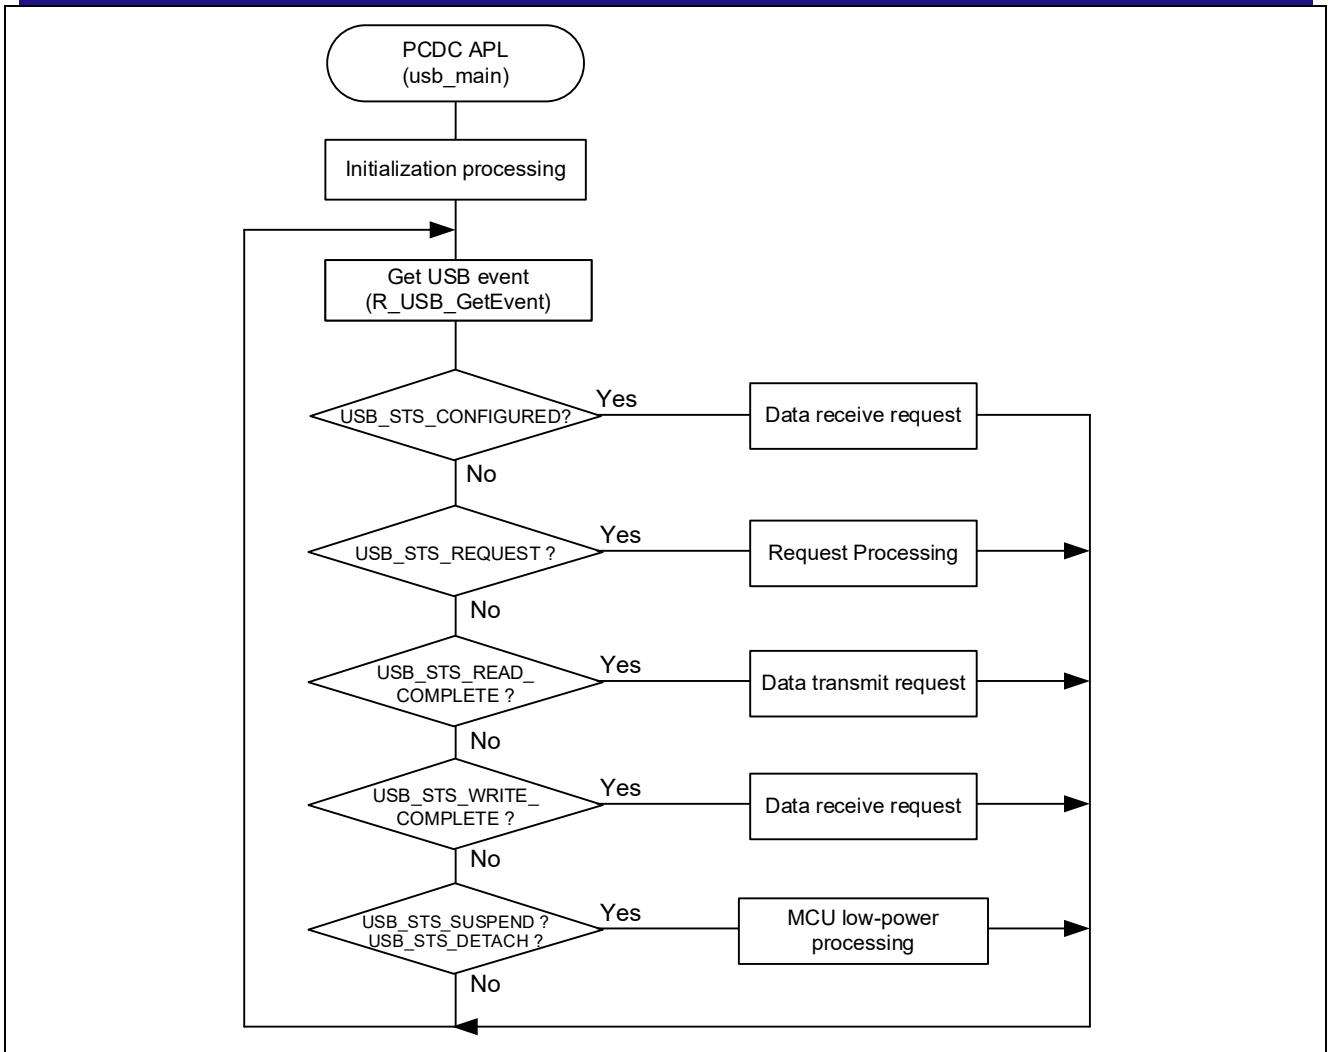 PCDC APL
(usb_main)
Initialization processing
Get USB event
(R_USB_GetEvent)
USB_STS_CONFIGURED?
Yes
Data receive request
No
USB_STS_REQUEST ?
Yes
Request Processing
No
USB_STS_READ_
COMPLETE ?
Yes
Data transmit request
No
USB_STS_WRITE_
COMPLETE ?
Yes
Data receive request
No
USB_STS_SUSPEND ?
USB_STS_DETACH ?
Yes
MCU low-power
processing
No